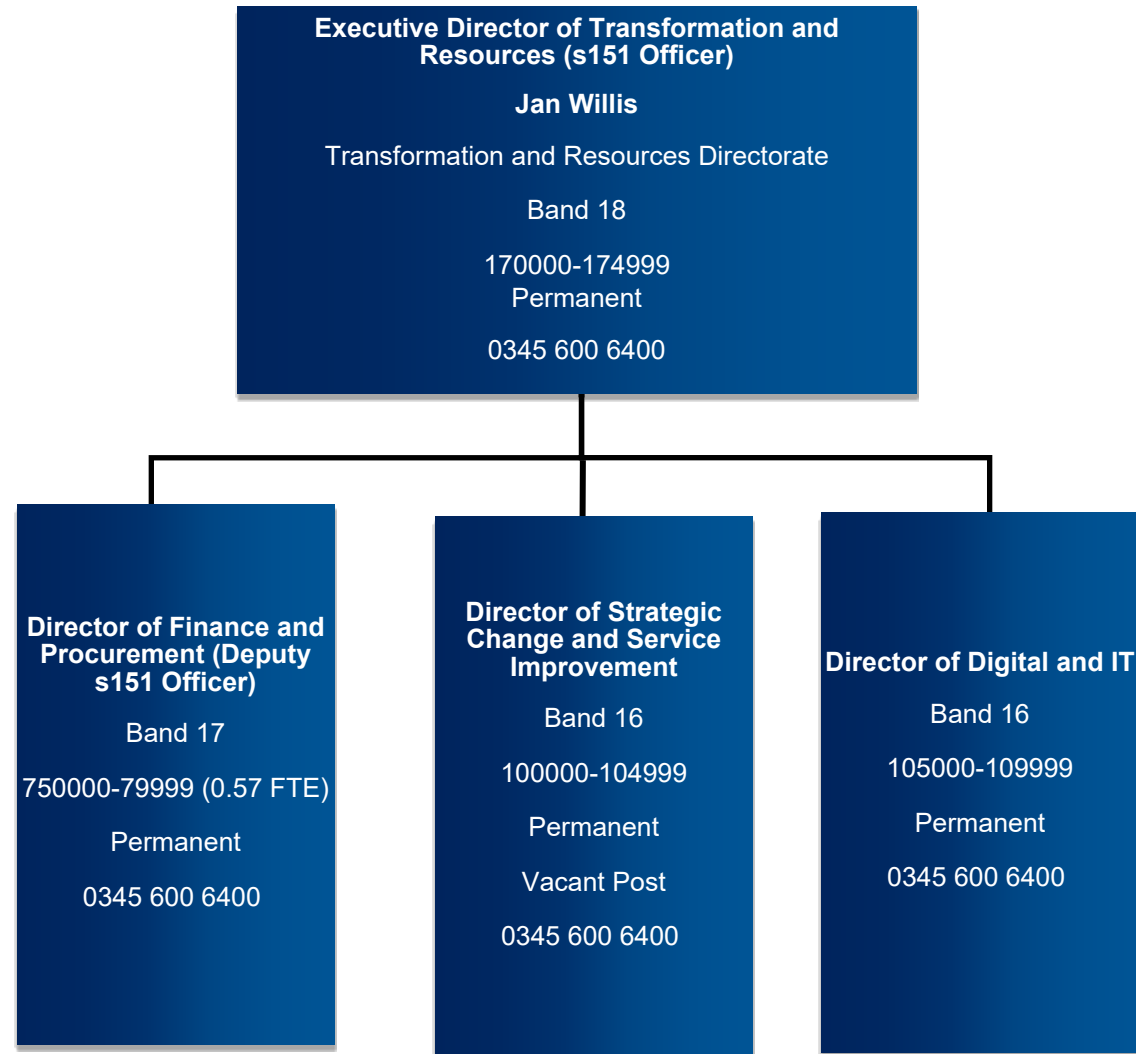 Executive Director of Transformation and
Resources (s151 Officer)
Jan Willis
Transformation and Resources Directorate
Band 18
170000-174999
Permanent
0345 600 6400
Director of Finance and
Procurement (Deputy
s151 Officer)
Band 17
750000-79999 (0.57 FTE)
Permanent
0345 600 6400
Director of Strategic
Change and Service
Improvement
Band 16
100000-104999
Permanent
Vacant Post
0345 600 6400
Director of Digital and IT
Band 16
105000-109999
Permanent
0345 600 6400